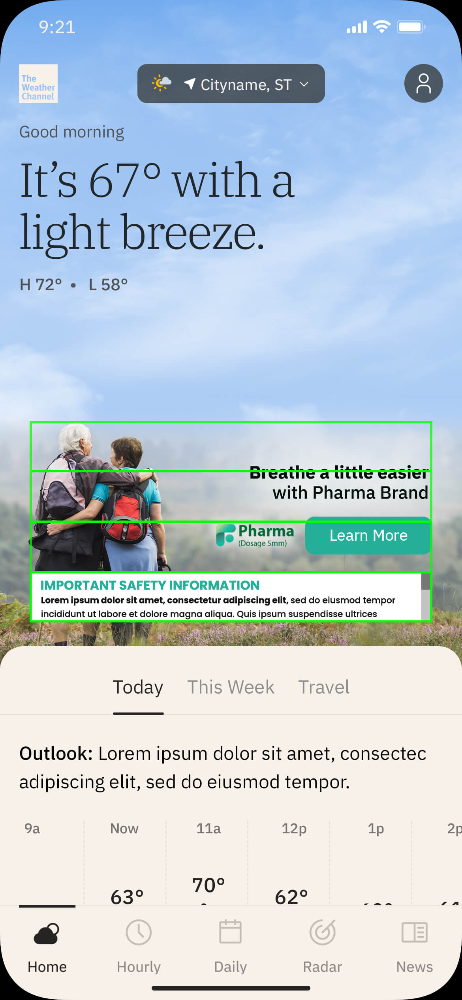 9:21
The
Weather
Channel
Cityname, ST
Good morning
It’s 67° with a
light breeze.
H 72° • L 58°
Breathe a little easier
with Pharma Brand
Pharma
(Dosage 5mm)
Learn More
IMPORTANT SAFETY INFORMATION
Lorem ipsum dolor sit amet, consectetur adipiscing elit, sed do eiusmod tempor
incididunt ut labore et dolore magna aliqua. Quis ipsum suspendisse ultrices
Today This Week Travel
Outlook: Lorem ipsum dolor sit amet, consectec
adipiscing elit, sed do eiusmod tempor.
9a Now 11a 12p 1p 2p
70°
63° 62°
Home Hourly Daily Radar News